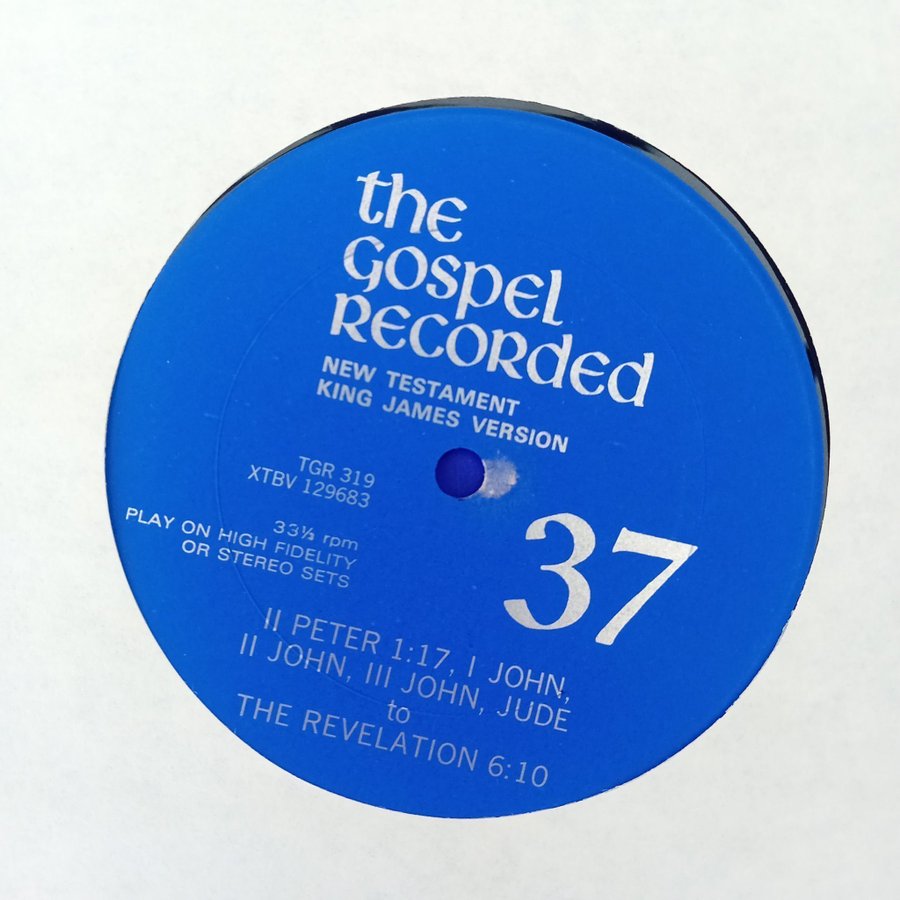 the
GOSPEL
RECORDED
NEW TESTAMENT
KING JAMES VERSION
TGR 319
XTBV 129683
33⅓ rpm
PLAY ON HIGH FIDELITY
OR STEREO SETS
37
II PETER 1:17, I JOHN,
II JOHN, III JOHN, JUDE
to
THE REVELATION 6:10